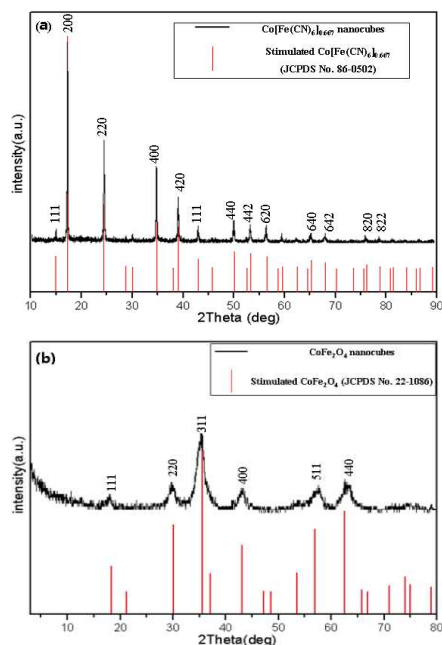 (a)
Co[Fe(CN)₆]₀.₆₆₇ nanocubes
Stimulated Co[Fe(CN)₆]₀.₆₆₇
(JCPDS No. 86-0502)
intensity(a.u.)
111 200 220 400 420 111 440 442 620 640 642 820 822
10 20 30 40 50 60 70 80 90
2Theta (deg)
(b)
CoFe₂O₄ nanocubes
Stimulated CoFe₂O₄ (JCPDS No. 22-1086)
intensity(a.u.)
111 220 311 400 511 440
10 20 30 40 50 60 70 80
2Theta(deg)